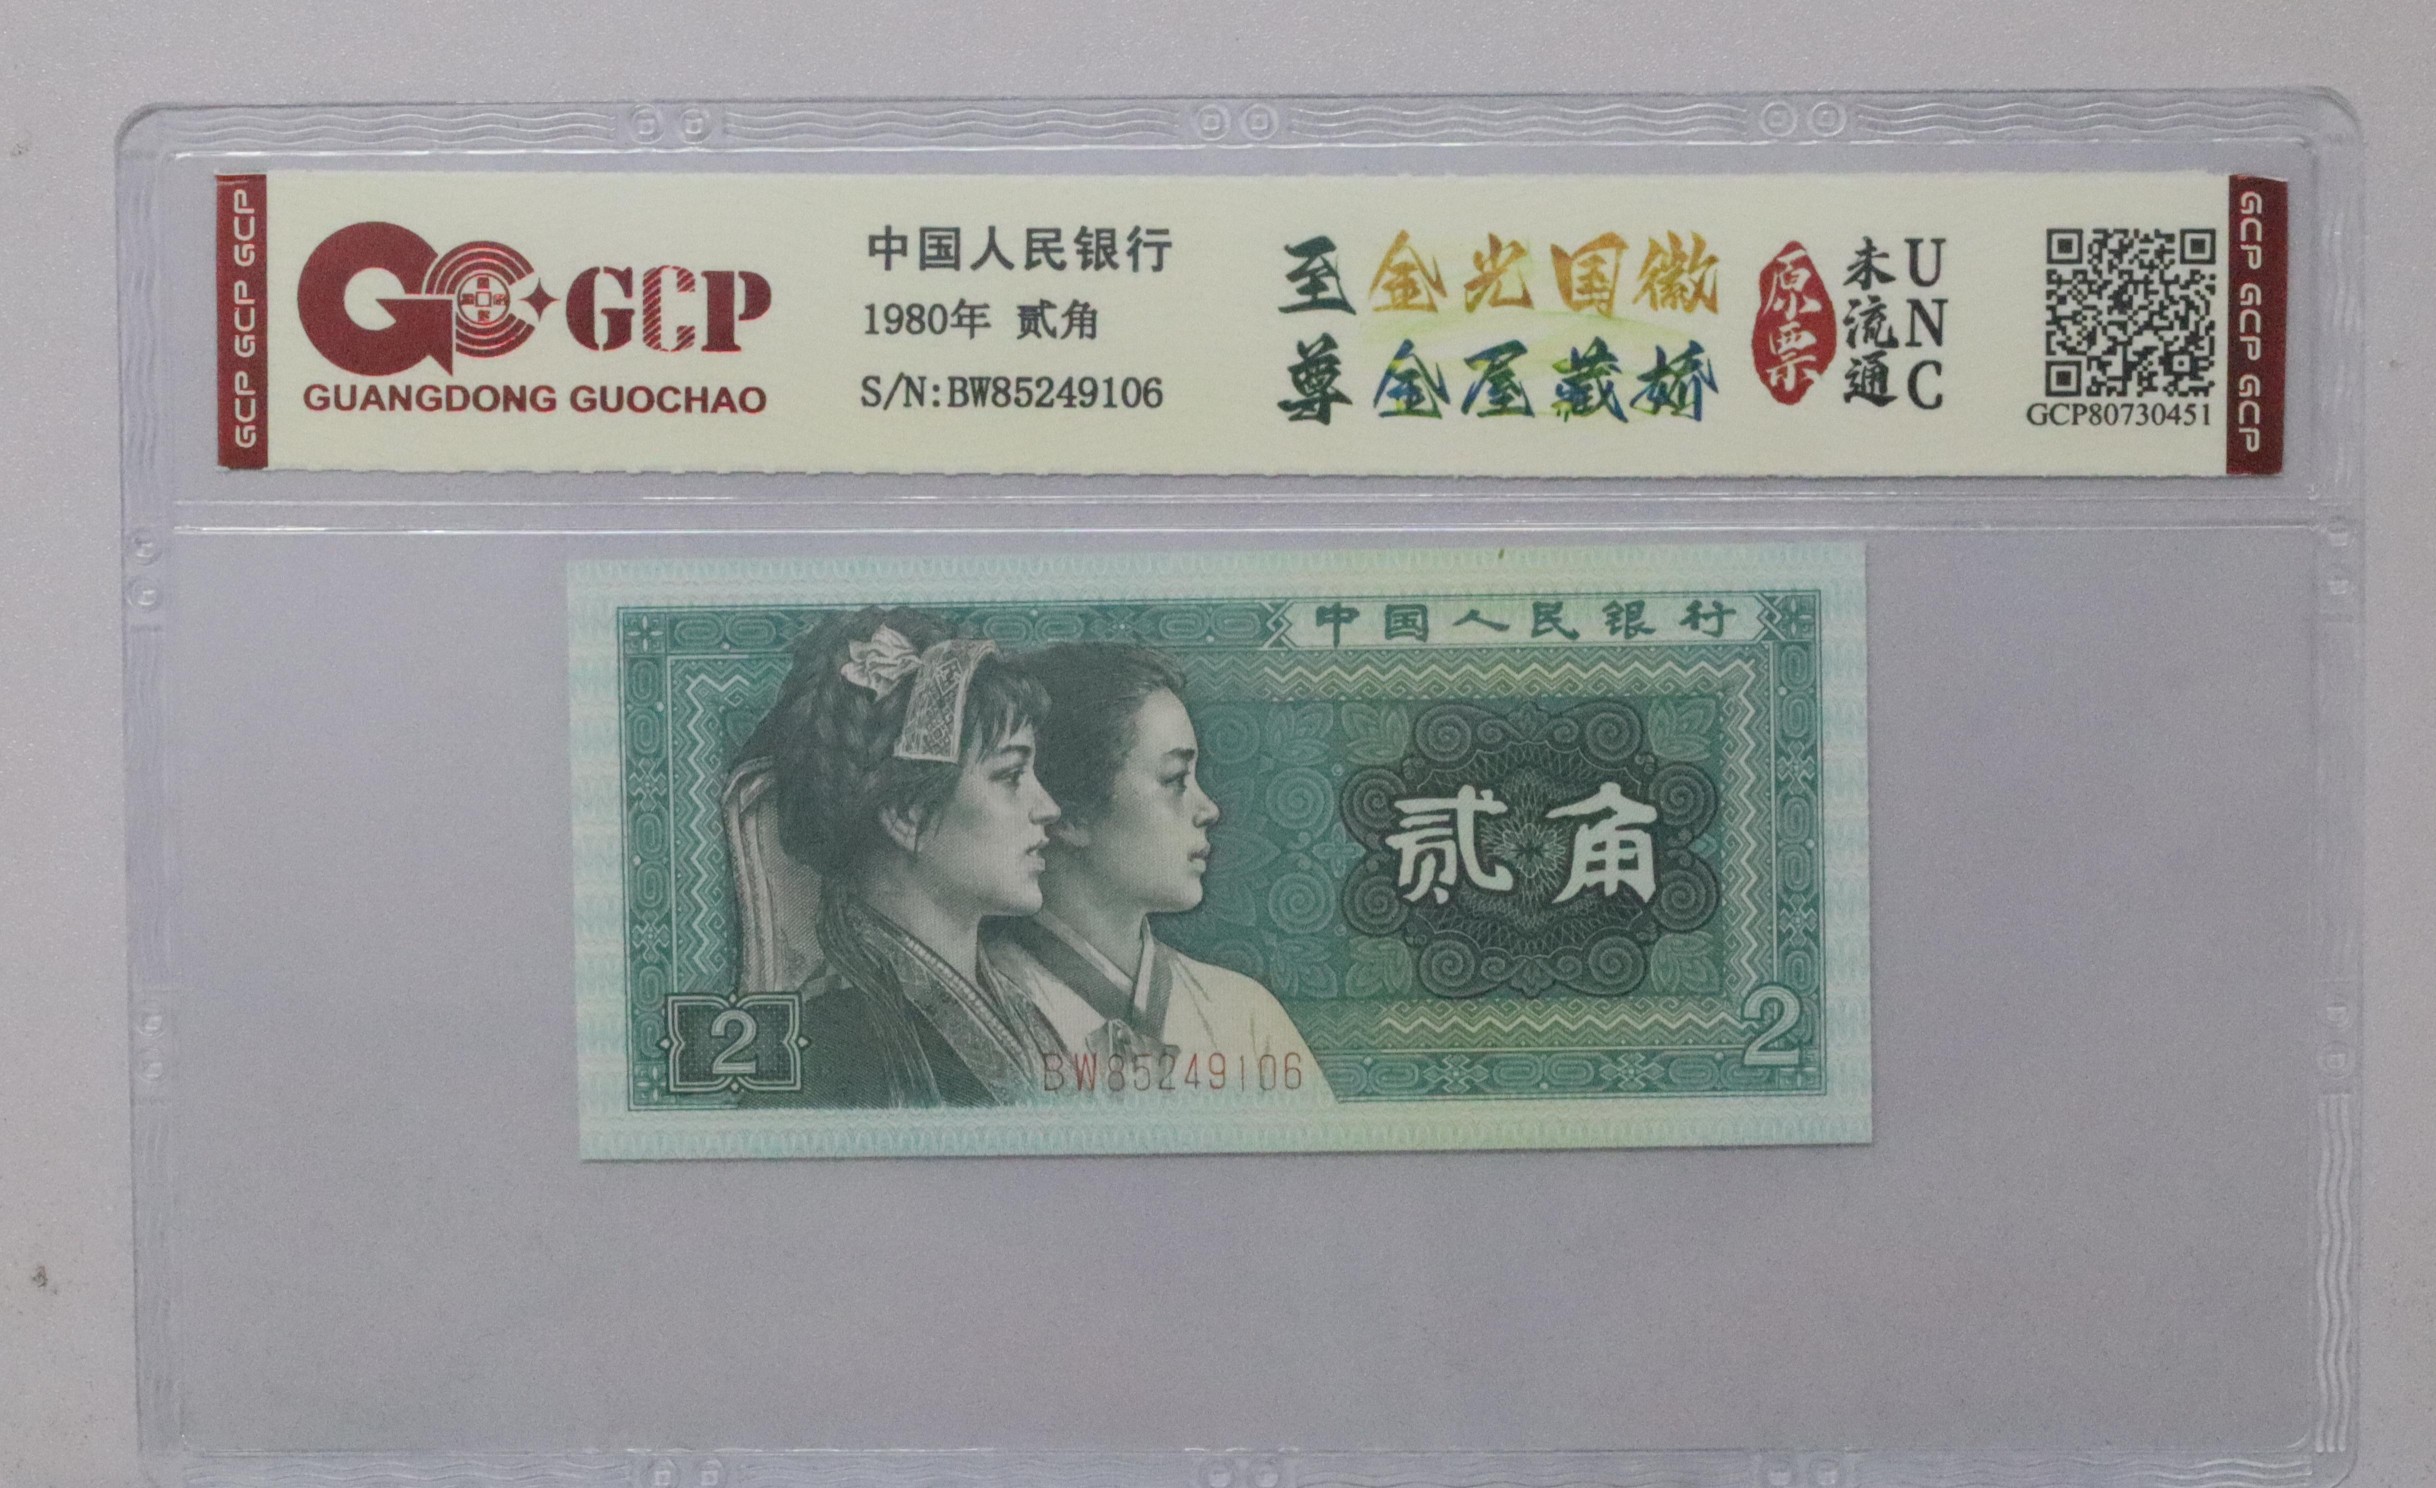 GCP GCP GCP
GCP
GUANGDONG GUOCHAO
中国人民银行
1980年 贰角
S/N:BW85249106
至尊
金光国徽
金屋藏娇
原票
未流通
UNC
GCP80730451
GCP GCP GCP
中国人民银行
贰角
2
2
BW85249106